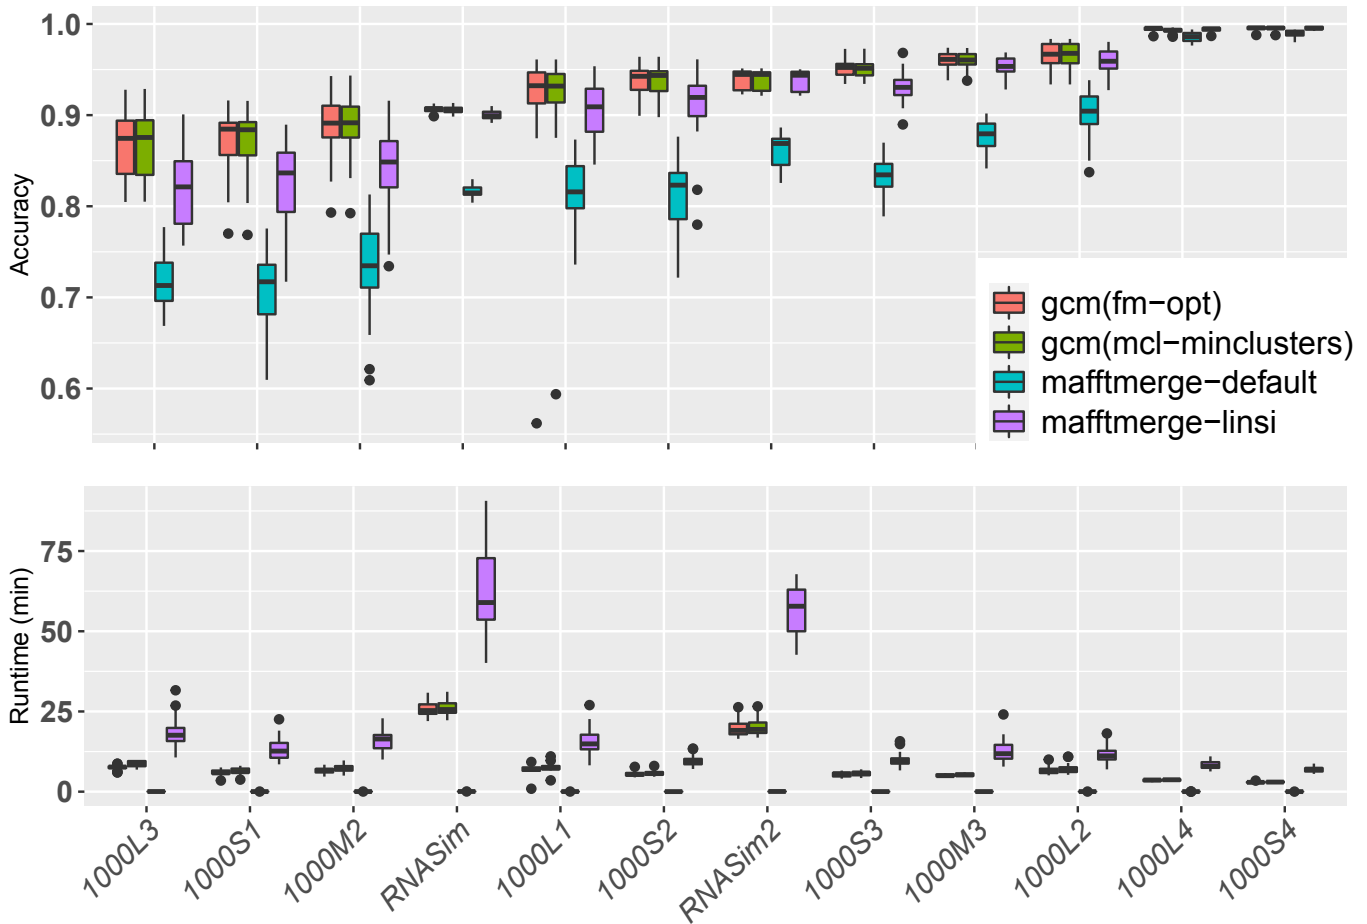 1.0
0.9
0.8
0.7
0.6
Accuracy
gcm(fm−opt)
gcm(mcl−minclusters)
mafftmerge−default
mafftmerge−linsi
75
50
25
0
Runtime (min)
1000L3
1000S1
1000M2
RNASim
1000L1
1000S2
RNASim2
1000S3
1000M3
1000L2
1000L4
1000S4